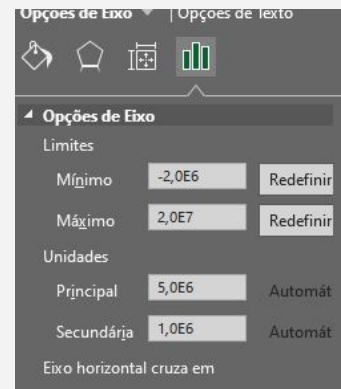 Opções de Eixo | Opções de Texto
Opções de Eixo
Limites
Mínimo -2,0E6 Redefinir
Máximo 2,0E7 Redefinir
Unidades
Principal 5,0E6 Automát
Secundária 1,0E6 Automát
Eixo horizontal cruza em